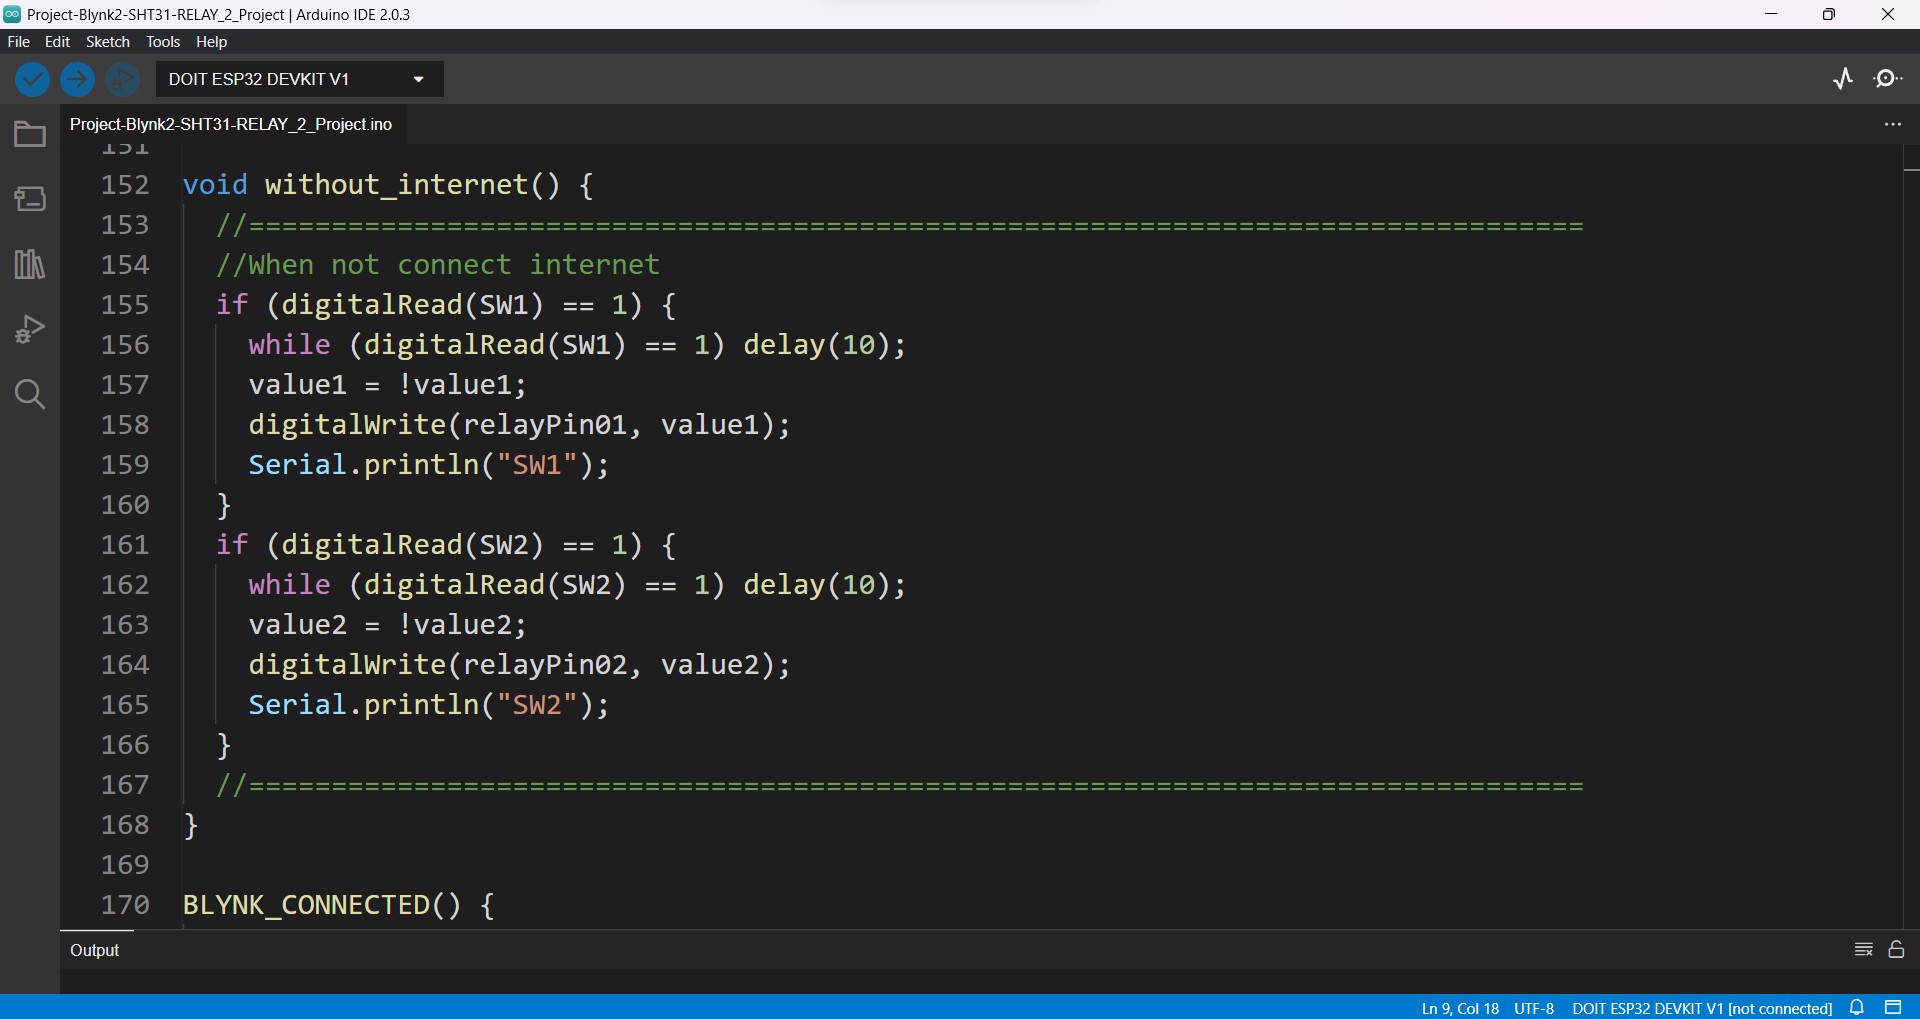 Project-Blynk2-SHT31-RELAY_2_Project | Arduino IDE 2.0.3
File Edit Sketch Tools Help
DOIT ESP32 DEVKIT V1
Project-Blynk2-SHT31-RELAY_2_Project.ino
151
152 void without_internet() {
153 //=================================================================================
154 //When not connect internet
155 if (digitalRead(SW1) == 1) {
156 while (digitalRead(SW1) == 1) delay(10);
157 value1 = !value1;
158 digitalWrite(relayPin01, value1);
159 Serial.println("SW1");
160 }
161 if (digitalRead(SW2) == 1) {
162 while (digitalRead(SW2) == 1) delay(10);
163 value2 = !value2;
164 digitalWrite(relayPin02, value2);
165 Serial.println("SW2");
166 }
167 //=================================================================================
168 }
169
170 BLYNK_CONNECTED() {
Output
Ln 9, Col 18 UTF-8 DOIT ESP32 DEVKIT V1 [not connected]